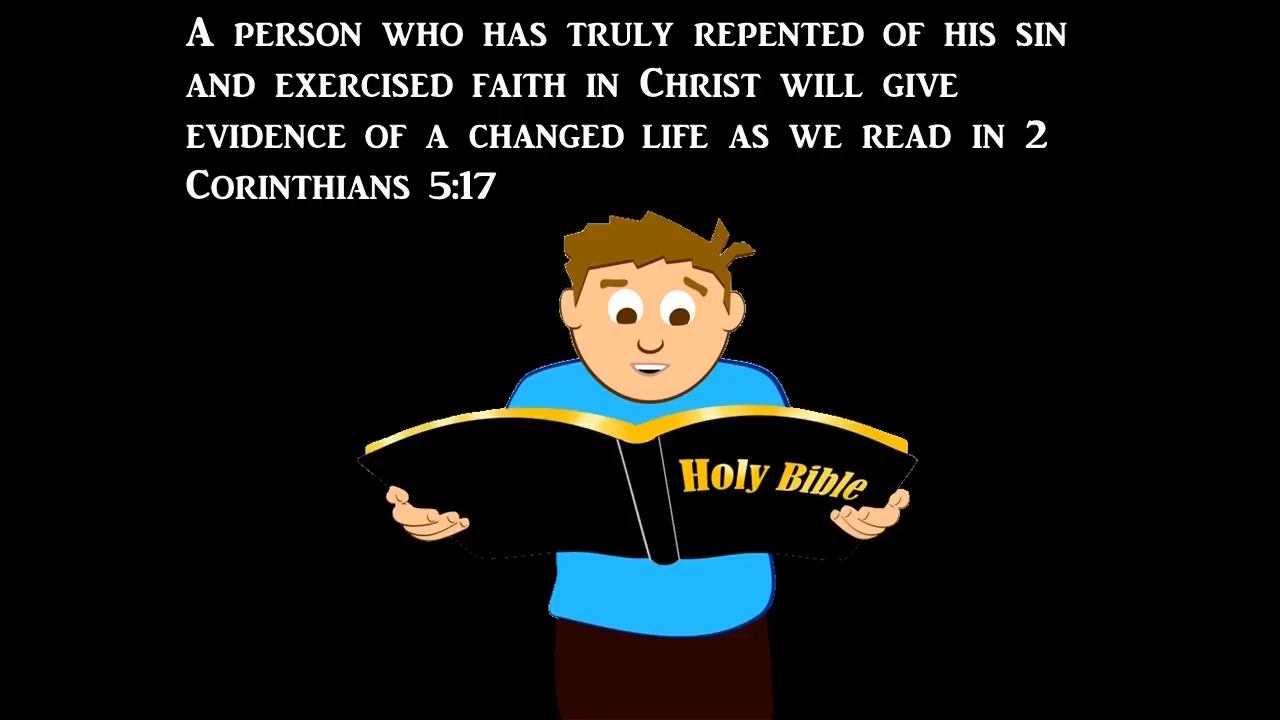 A person who has truly repented of his sin
and exercised faith in Christ will give
evidence of a changed life as we read in 2
Corinthians 5:17
Holy Bible